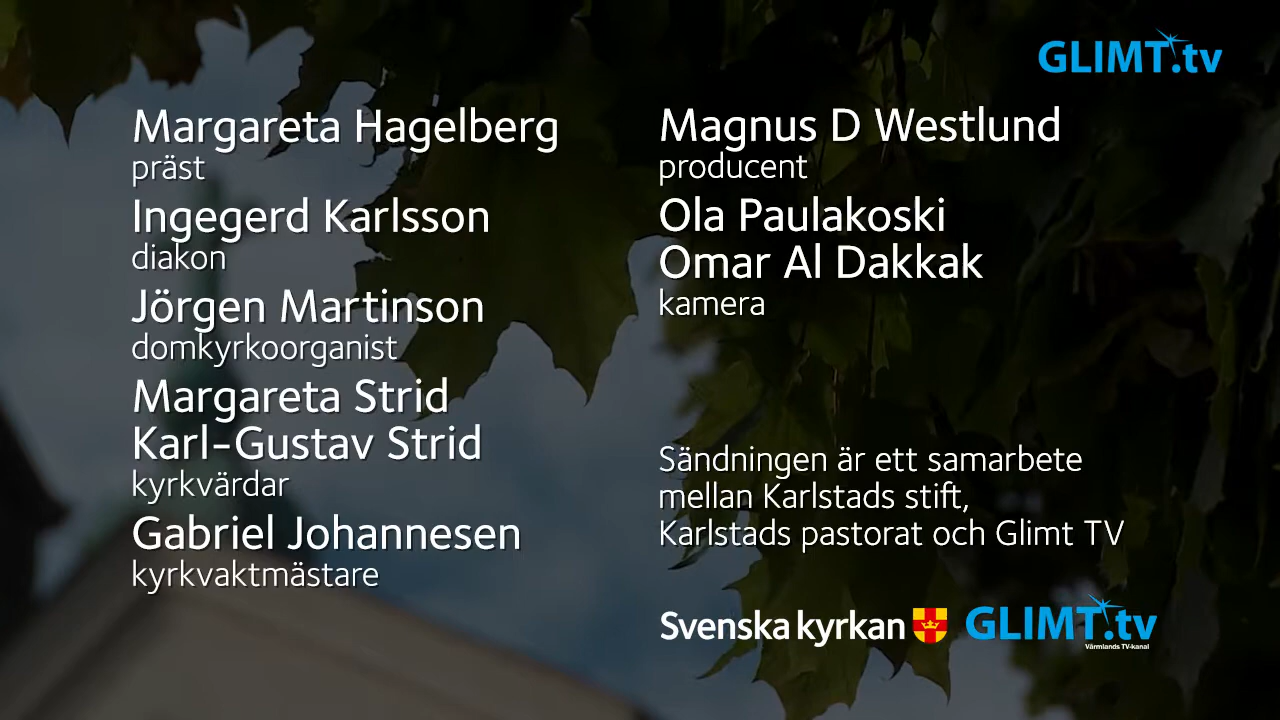 GLIMT.tv
Margareta Hagelberg
präst
Ingegerd Karlsson
diakon
Jörgen Martinson
domkyrkoorganist
Margareta Strid
Karl-Gustav Strid
kyrkvärdar
Gabriel Johannesen
kyrkvaktmästare
Magnus D Westlund
producent
Ola Paulakoski
Omar Al Dakkak
kamera
Sändningen är ett samarbete
mellan Karlstads stift,
Karlstads pastorat och Glimt TV
Svenska kyrkan
GLIMT.tv
Värmlands TV-kanal